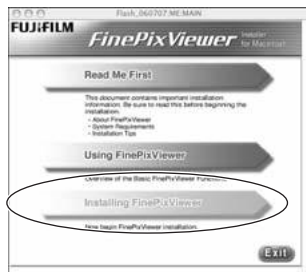 Flash_060707.ME:MAIN
FUJIFILM
FinePixViewer Installer
for Macintosh
Read Me First
This document contains important installation
information. Be sure to read this before beginning the
installation.
- About FinePixViewer
- System Requirements
- Installation Tips
Using FinePixViewer
Overview of the Basic FinePixViewer Functions.
Installing FinePixViewer
Now begin FinePixViewer installation.
Exit